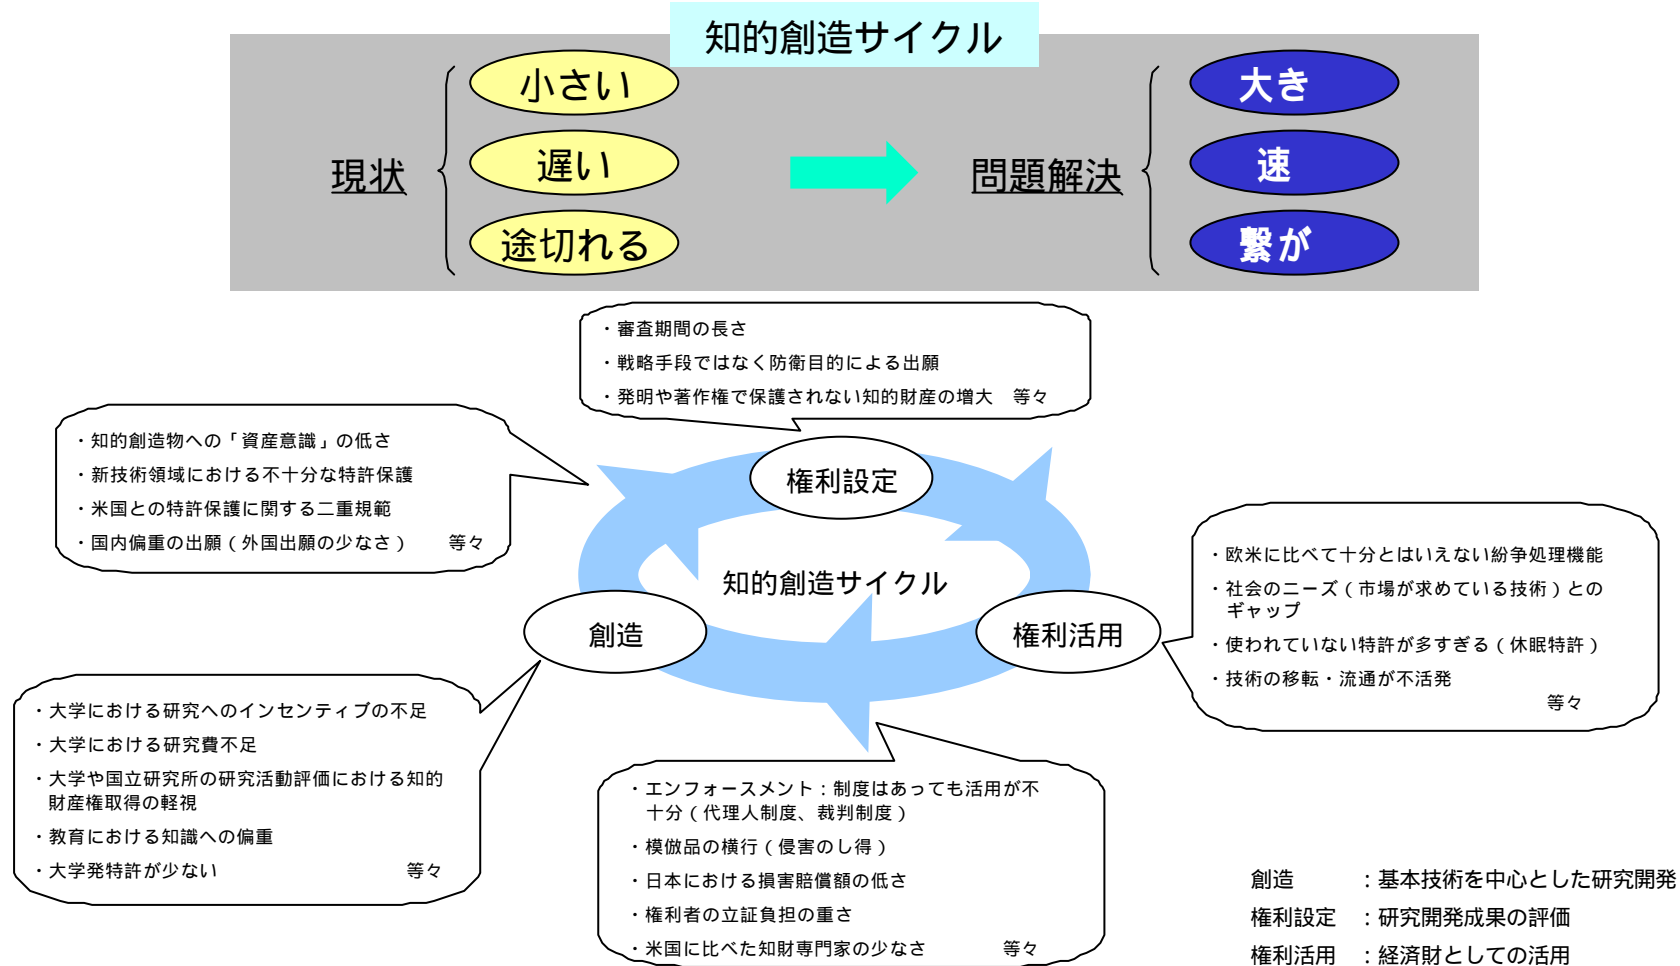 知的創造サイクル
現状
小さい
遅い
途切れる
問題解決
大き
速
繋が
・審査期間の長さ
・戦略手段ではなく防衛目的による出願
・発明や著作権で保護されない知的財産の増大　等々
・知的創造物への「資産意識」の低さ
・新技術領域における不十分な特許保護
・米国との特許保護に関する二重規範
・国内偏重の出願（外国出願の少なさ）　等々
権利設定
知的創造サイクル
創造
権利活用
・欧米に比べて十分とはいえない紛争処理機能
・社会のニーズ（市場が求めている技術）との
ギャップ
・使われていない特許が多すぎる（休眠特許）
・技術の移転・流通が不活発
等々
・大学における研究へのインセンティブの不足
・大学における研究費不足
・大学や国立研究所の研究活動評価における知的
財産権取得の軽視
・教育における知識への偏重
・大学発特許が少ない　等々
・エンフォースメント：制度はあっても活用が不
十分（代理人制度、裁判制度）
・模倣品の横行（侵害のし得）
・日本における損害賠償額の低さ
・権利者の立証負担の重さ
・米国に比べた知財専門家の少なさ　等々
創造　：基本技術を中心とした研究開発
権利設定　：研究開発成果の評価
権利活用　：経済財としての活用